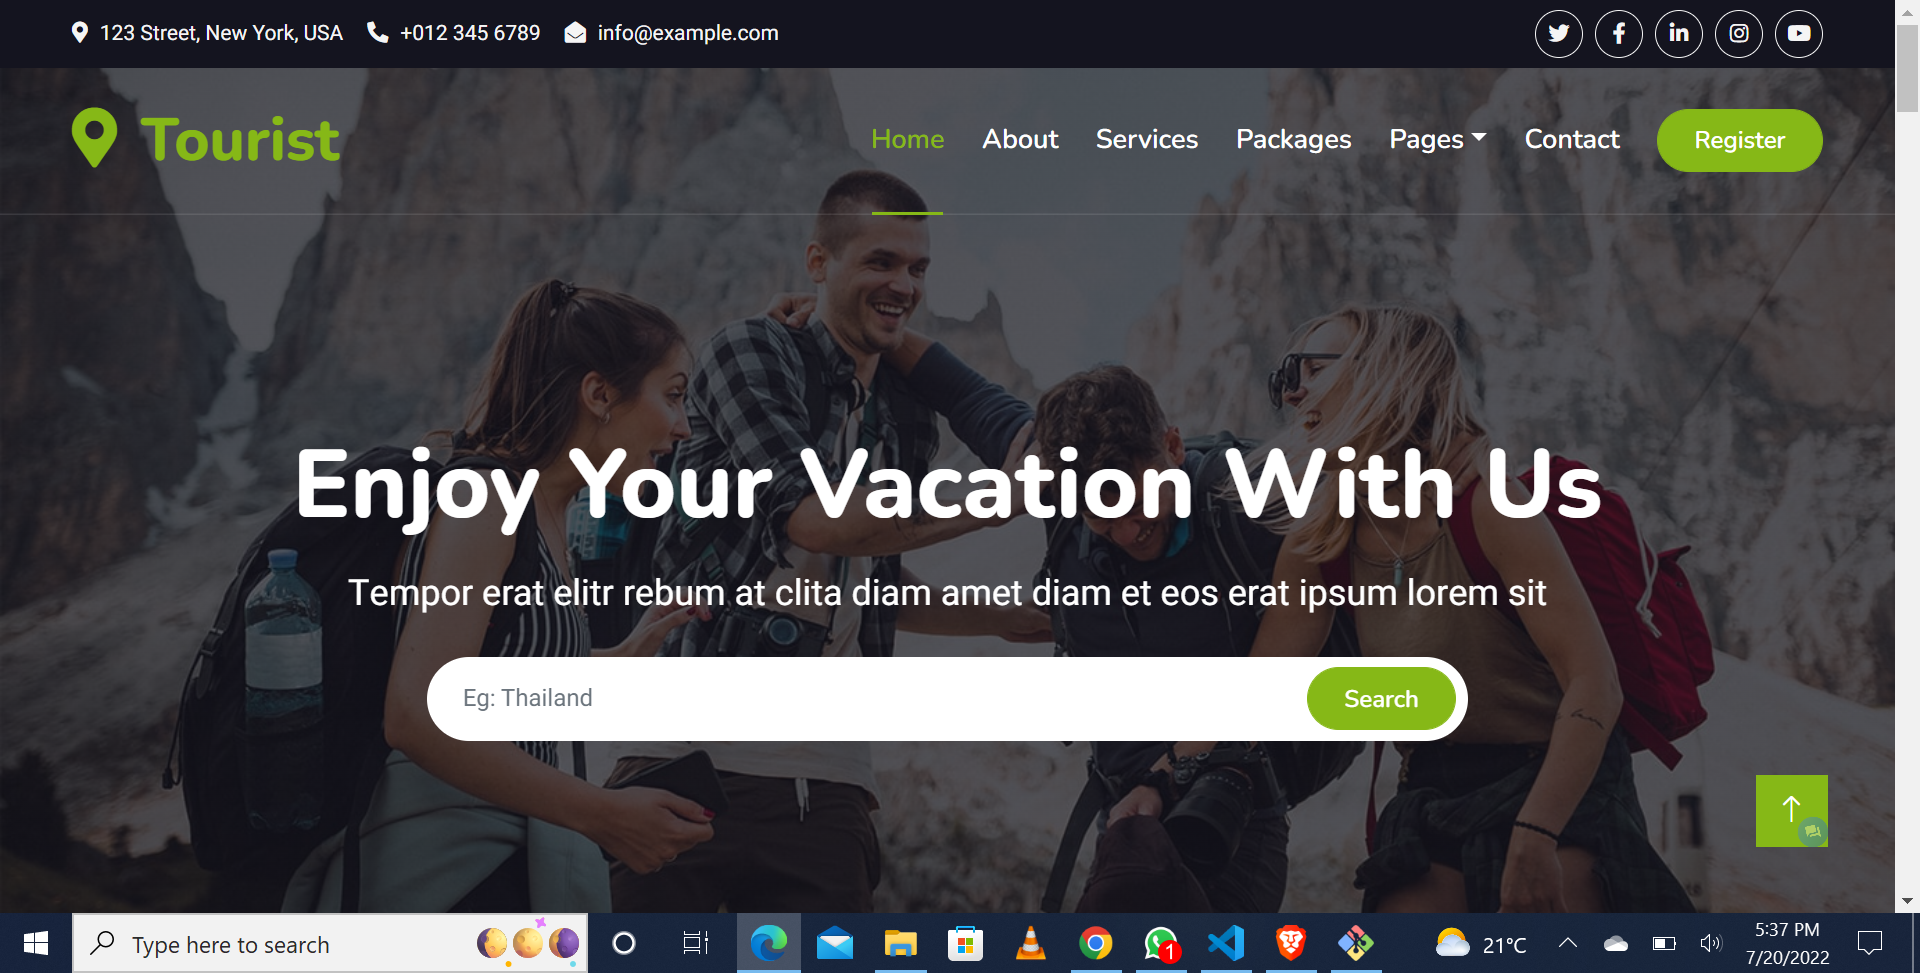 123 Street, New York, USA +012 345 6789 info@example.com
Tourist Home About Services Packages Pages Contact Register
Enjoy Your Vacation With Us
Tempor erat elitr rebum at clita diam amet diam et eos erat ipsum lorem sit
Eg: Thailand Search
Type here to search 1 21°C 5:37 PM
7/20/2022